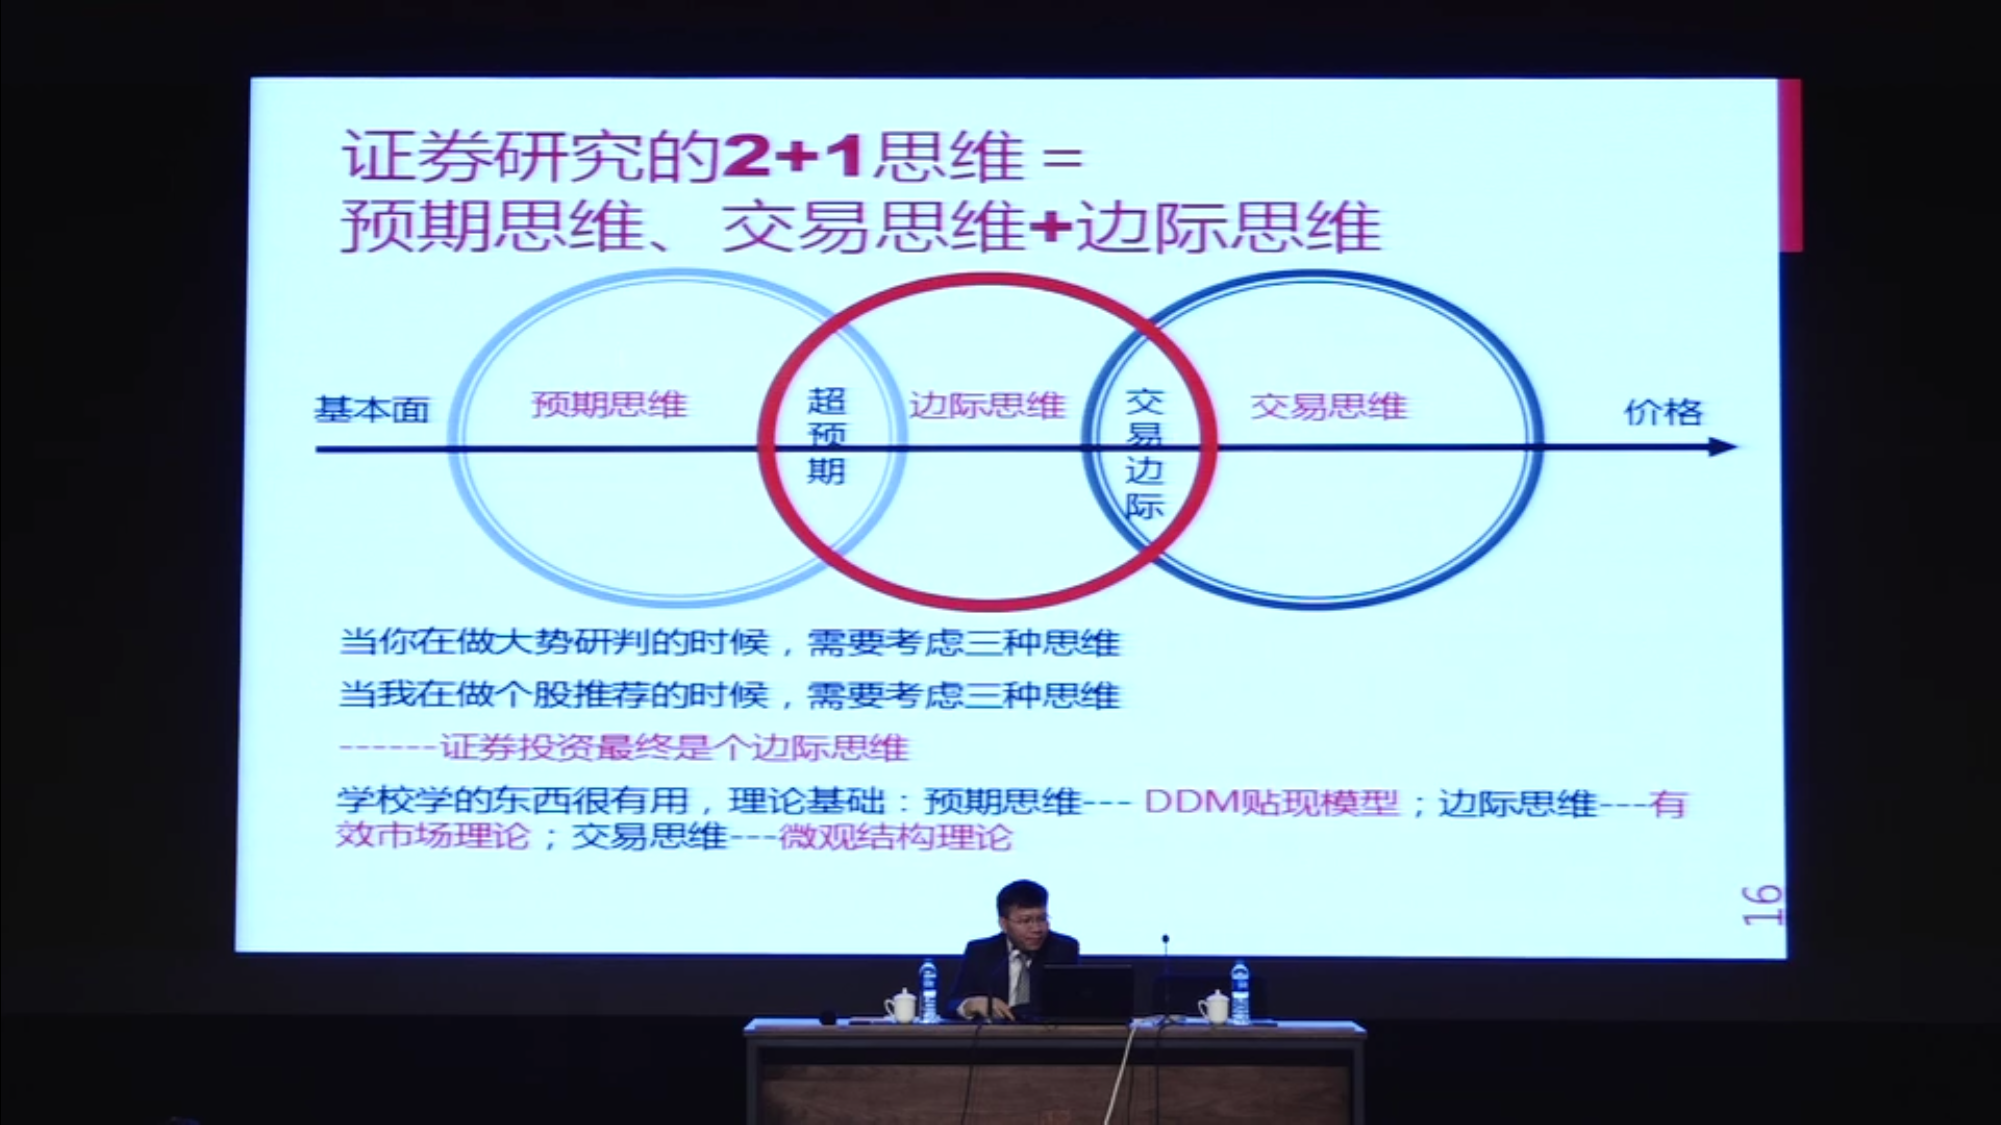 证券研究的2+1思维＝
预期思维、交易思维+边际思维
基本面
预期思维
超预期
边际思维
交易边际
交易思维
价格
当你在做大势研判的时候，需要考虑三种思维
当我在做个股推荐的时候，需要考虑三种思维
------证券投资最终是个边际思维
学校学的东西很有用，理论基础：预期思维--- DDM贴现模型；边际思维---有
效市场理论；交易思维---微观结构理论
16